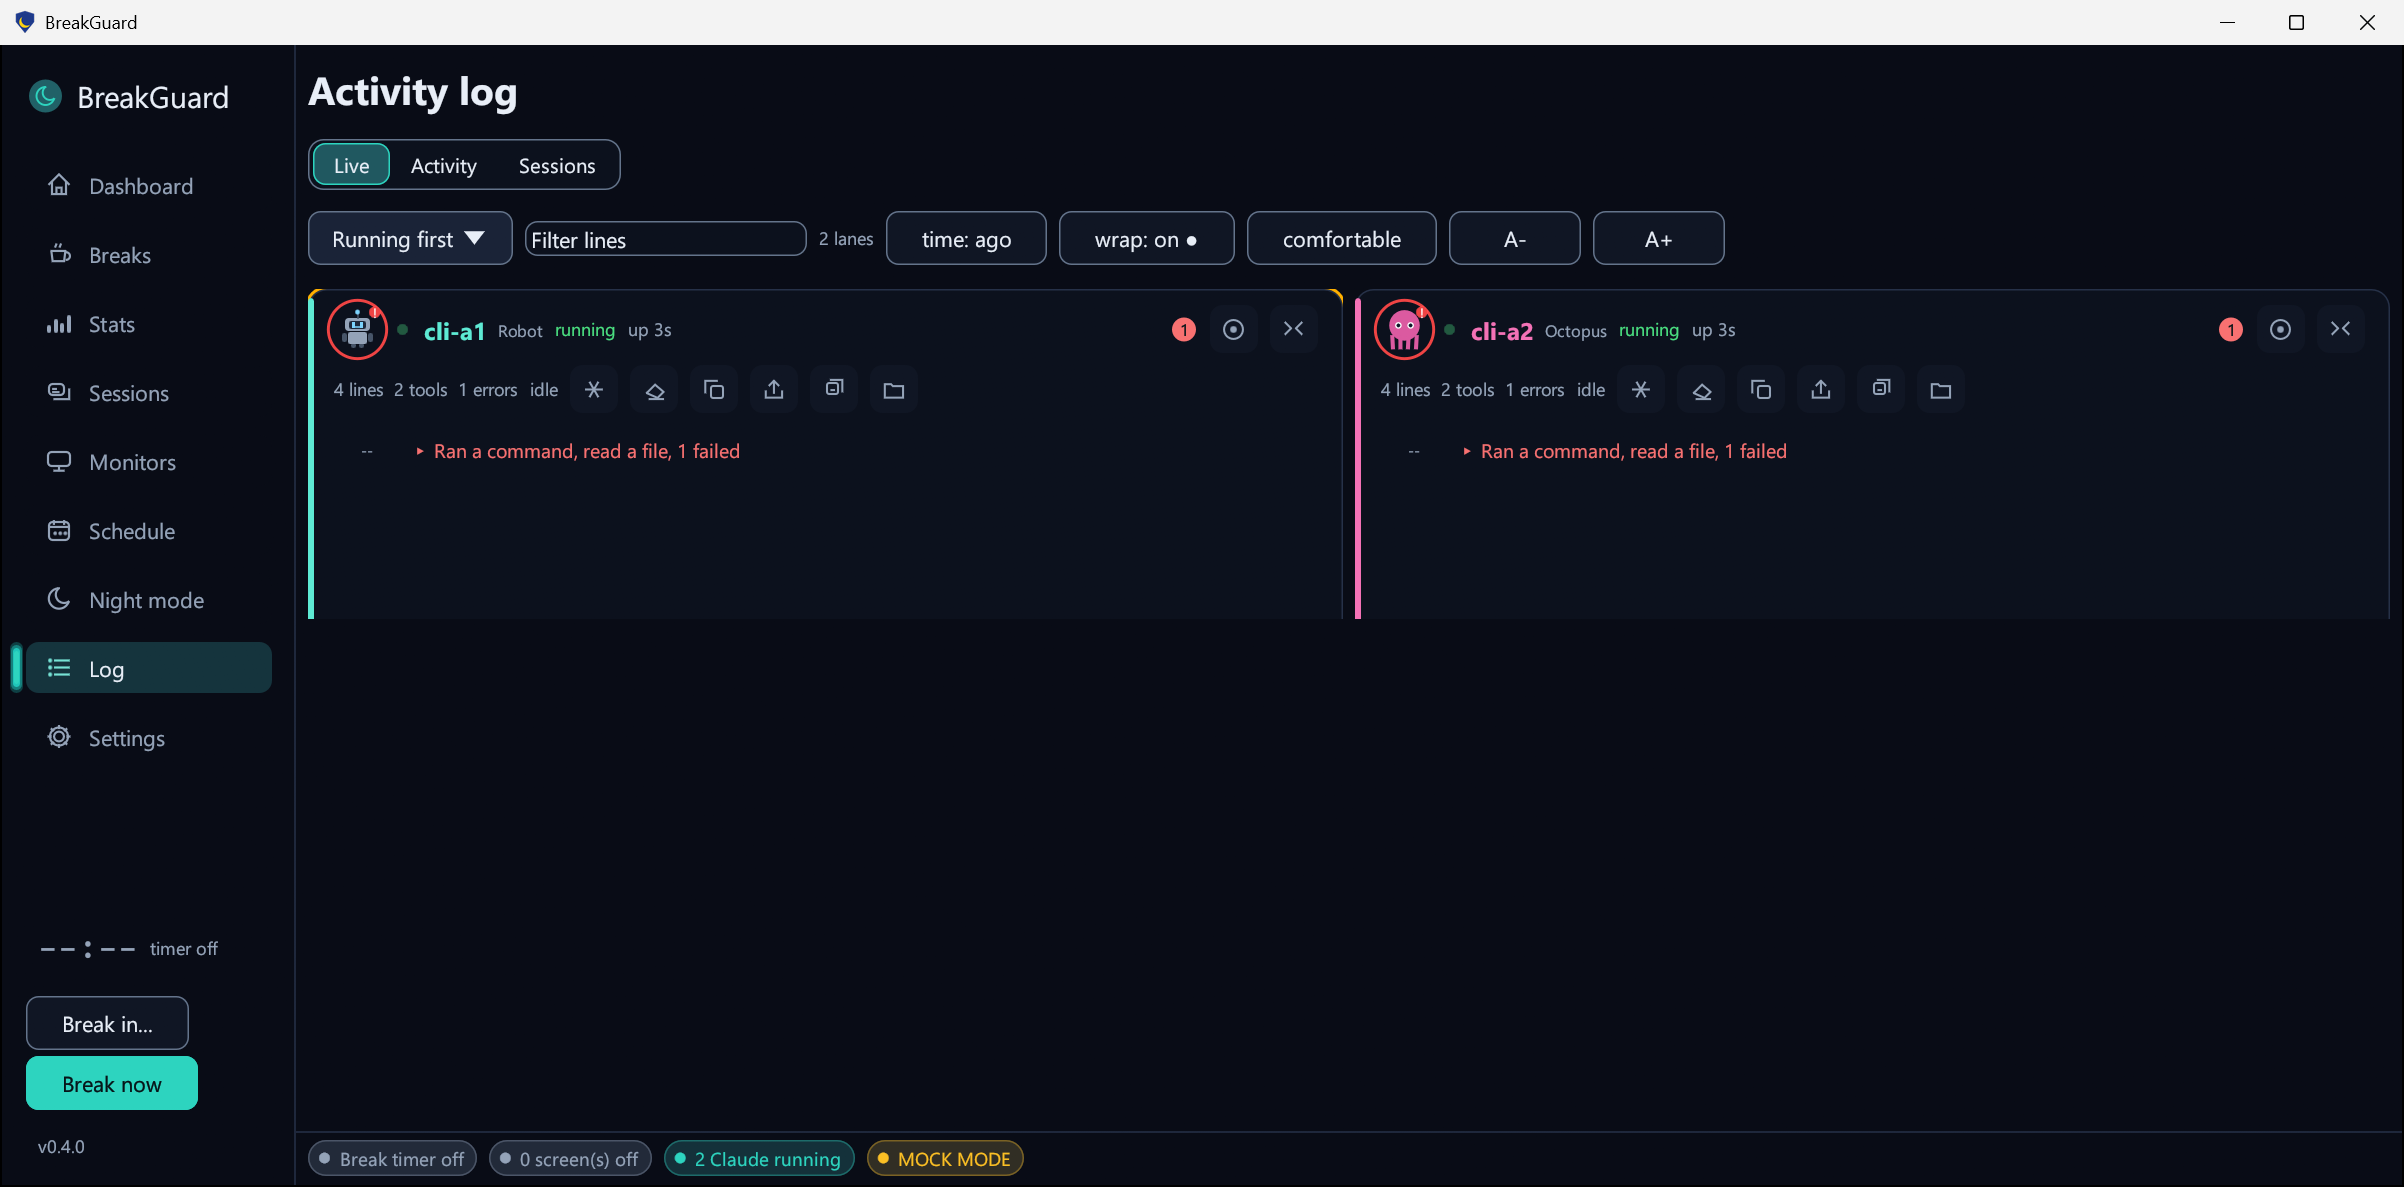 BreakGuard
BreakGuard
Dashboard
Breaks
Stats
Sessions
Monitors
Schedule
Night mode
Log
Settings
--:-- timer off
Break in...
Break now
v0.4.0
Activity log
Live Activity Sessions
Running first ▼ Filter lines 2 lanes time: ago wrap: on ● comfortable A- A+
! cli-a1 Robot running up 3s 1
4 lines 2 tools 1 errors idle
-- ▸ Ran a command, read a file, 1 failed
! cli-a2 Octopus running up 3s 1
4 lines 2 tools 1 errors idle
-- ▸ Ran a command, read a file, 1 failed
Break timer off 0 screen(s) off 2 Claude running MOCK MODE